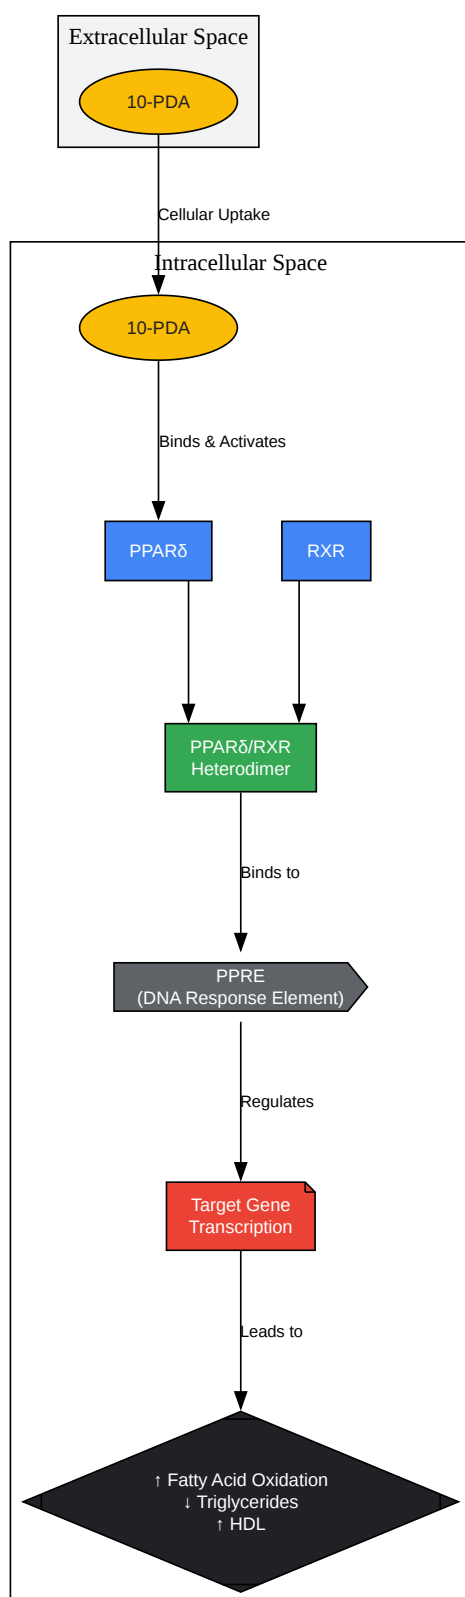 Extracellular Space
10-PDA
Cellular Uptake
Intracellular Space
10-PDA
Binds & Activates
PPARδ
RXR
PPARδ/RXR
Heterodimer
Binds to
PPRE
(DNA Response Element)
Regulates
Target Gene
Transcription
Leads to
↑ Fatty Acid Oxidation
↓ Triglycerides
↑ HDL